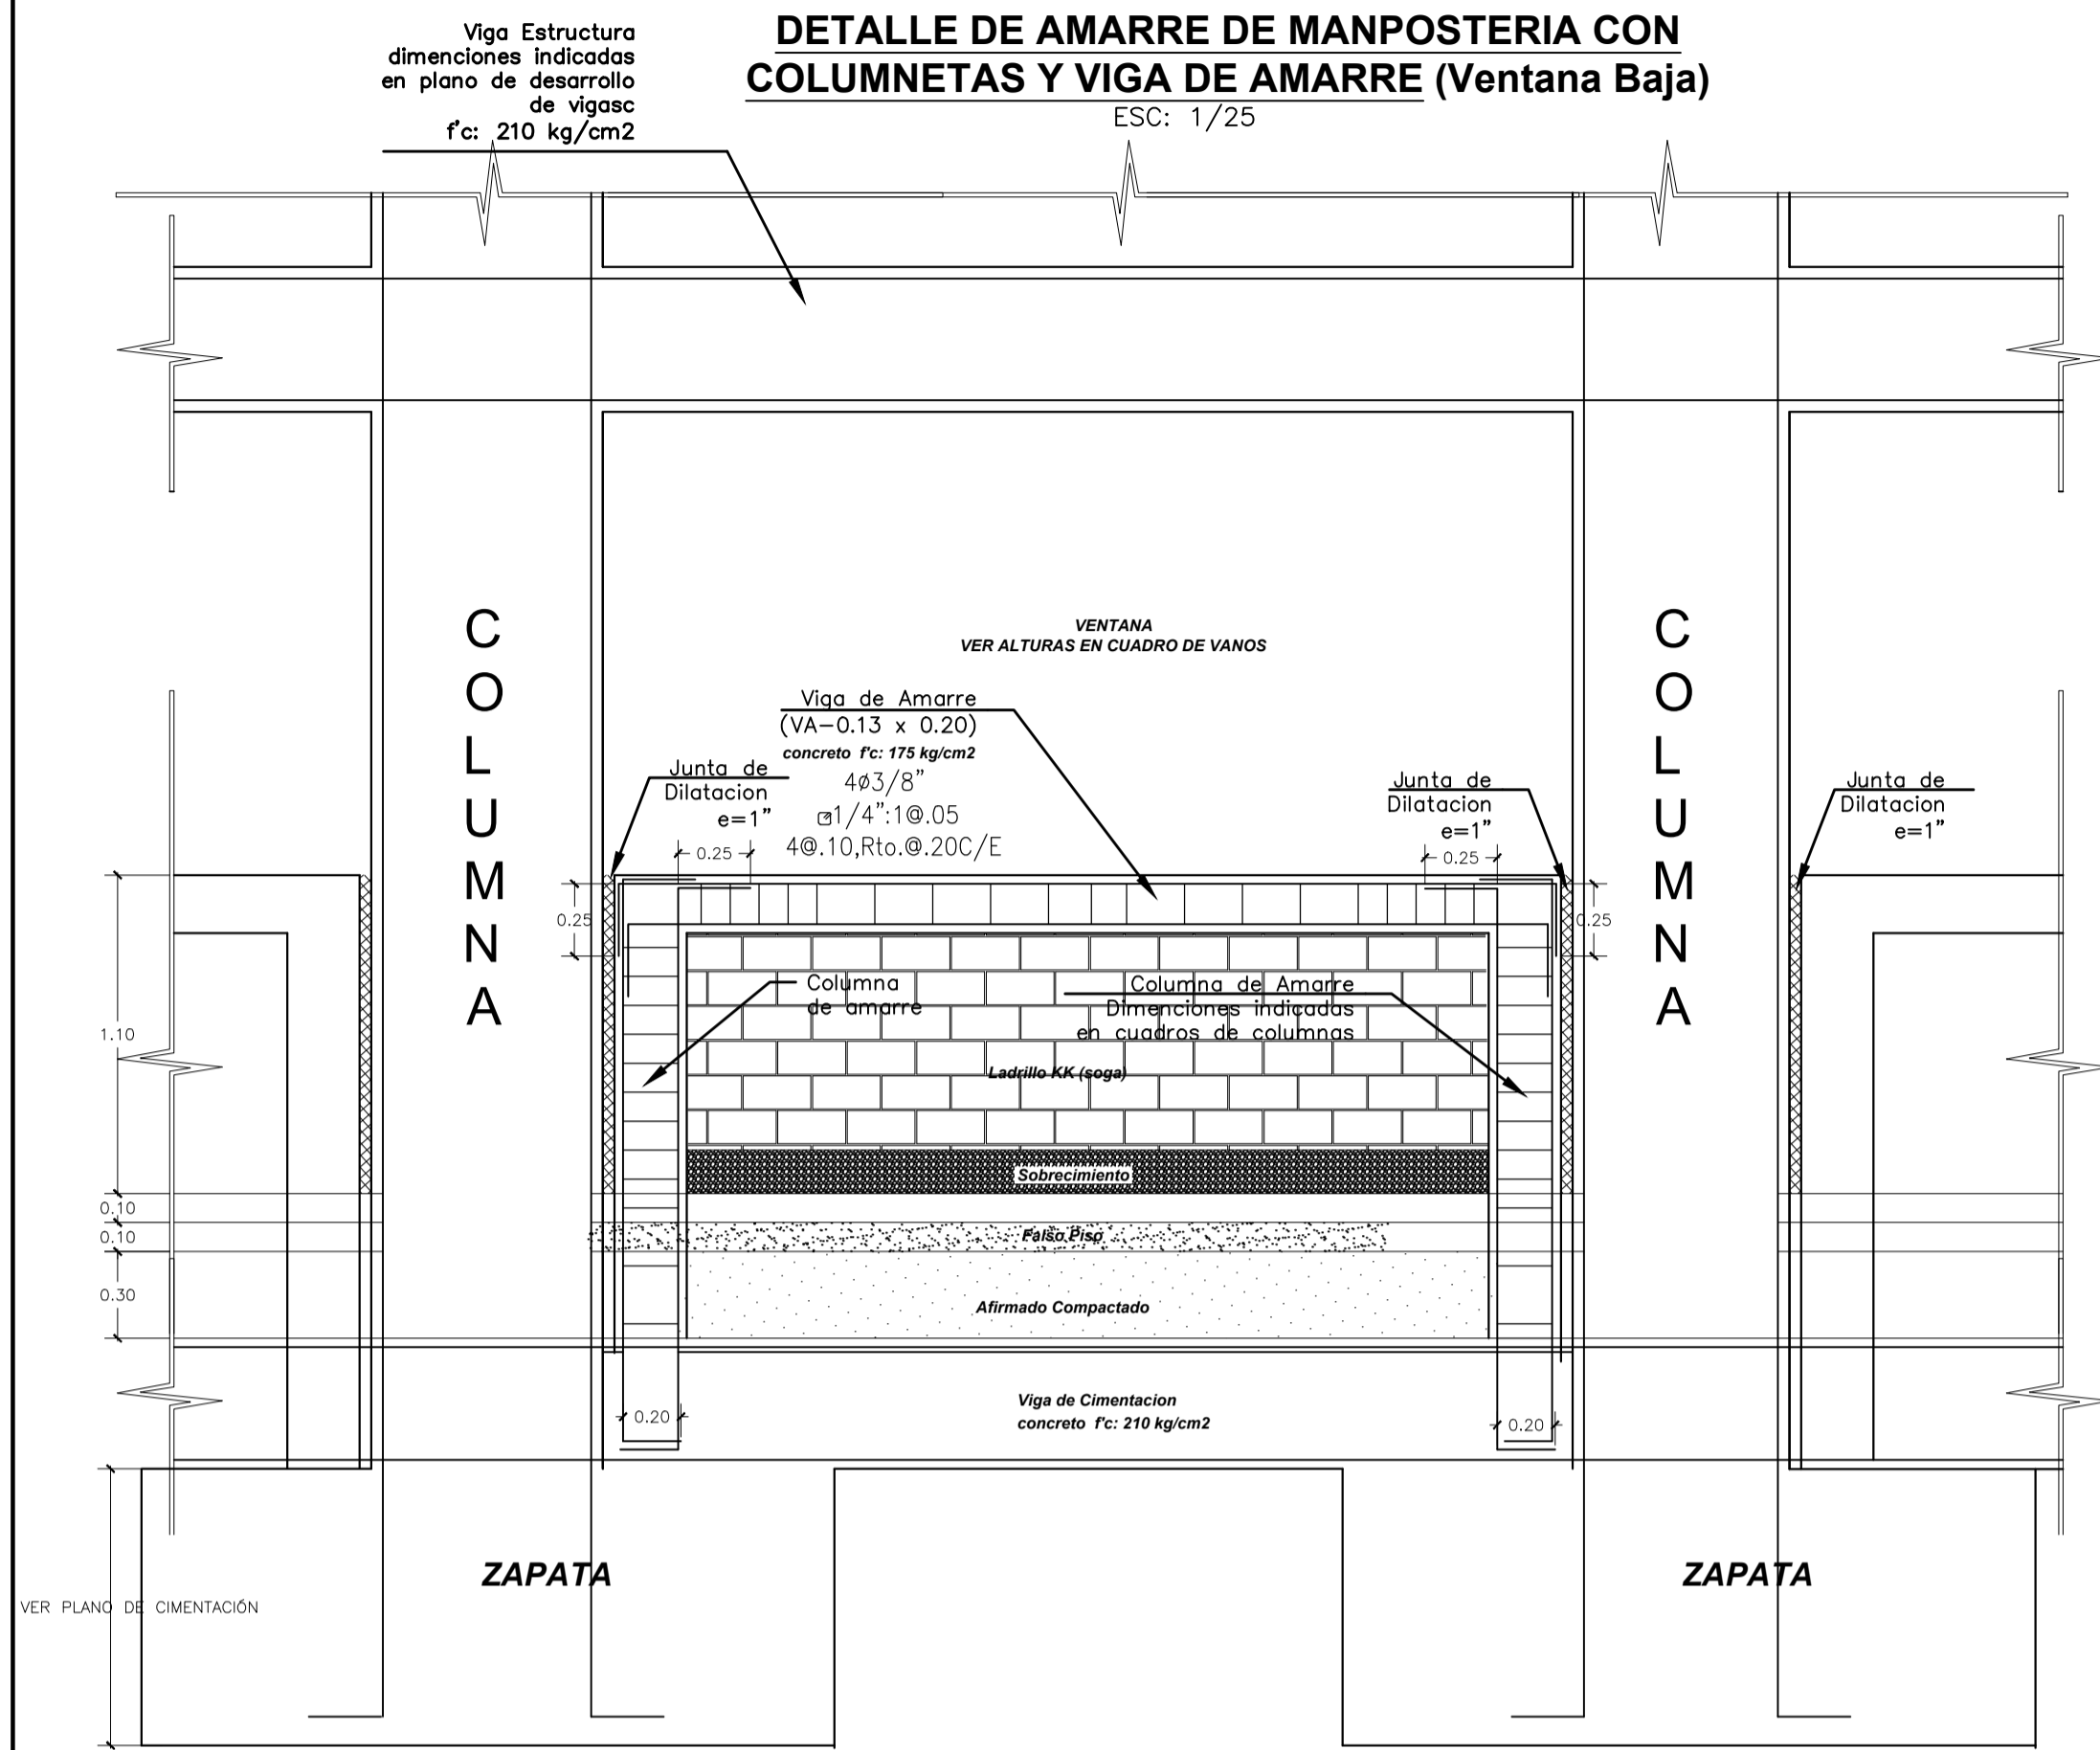 DETALLE DE AMARRE DE MANPOSTERIA CON
COLUMNETAS Y VIGA DE AMARRE (Ventana Baja)
ESC: 1/25
Viga Estructura
dimenciones indicadas
en plano de desarrollo
de vigasc
f'c: 210 kg/cm2
COLUMNA
COLUMNA
VENTANA
VER ALTURAS EN CUADRO DE VANOS
Viga de Amarre
(VA-0.13 x 0.20)
concreto f'c: 175 kg/cm2
4ø3/8"
1/4":1@.05
4@.10,Rto.@.20C/E
Junta de
Dilatacion
e=1"
Junta de
Dilatacion
e=1"
Junta de
Dilatacion
e=1"
0.25
0.25
0.25
0.25
Columna
de amarre
Columna de Amarre
Dimenciones indicadas
en cuadros de columnas
Ladrillo KK (soga)
1.10
Sobrecimiento
0.10
0.10
Falso Piso
0.30
Afirmado Compactado
Viga de Cimentacion
concreto f'c: 210 kg/cm2
0.20
0.20
ZAPATA
ZAPATA
VER PLANO DE CIMENTACIÓN